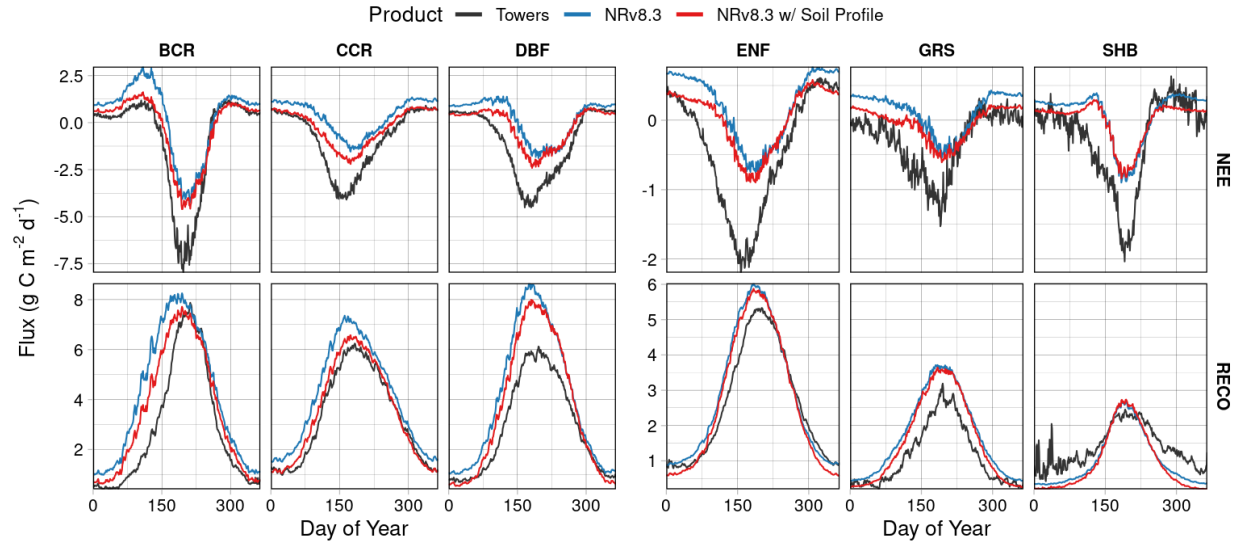 Product Towers NRv8.3 NRv8.3 w/ Soil Profile
BCR CCR DBF ENF GRS SHB
2.5
0.0
-2.5
-5.0
-7.5
0
-1
-2
NEE
8
6
4
2
6
5
4
3
2
1
RECO
Flux (g C m⁻² d⁻¹)
0 150 300 0 150 300 0 150 300 0 150 300 0 150 300 0 150 300
Day of Year Day of Year